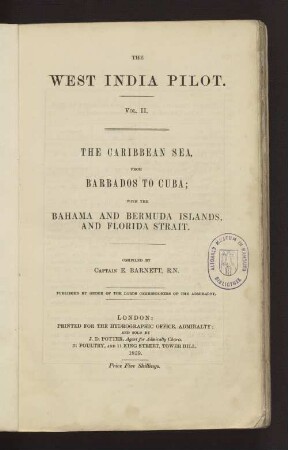 THE
WEST INDIA PILOT.
VOL. II.
THE CARIBBEAN SEA,
FROM
BARBADOS TO CUBA;
WITH THE
BAHAMA AND BERMUDA ISLANDS,
AND FLORIDA STRAIT.
COMPILED BY
CAPTAIN E. BARNETT, R.N.
PUBLISHED BY ORDER OF THE LORDS COMMISSIONERS OF THE ADMIRALTY.
LONDON:
PRINTED FOR THE HYDROGRAPHIC OFFICE, ADMIRALTY;
AND SOLD BY
J. D. POTTER, Agent for Admiralty Charts,
31 POULTRY, AND 11 KING STREET, TOWER HILL.
1859.
Price Five Shillings.